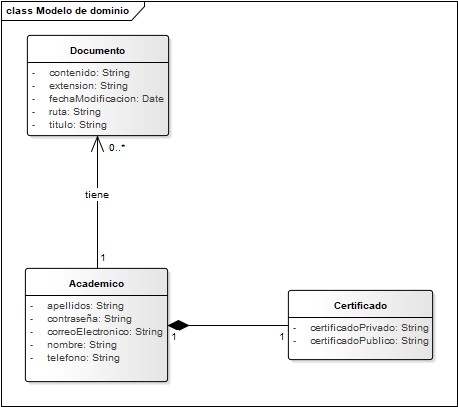 class Modelo de dominio
Documento
- contenido: String
- extension: String
- fechaModificacion: Date
- ruta: String
- titulo: String
0..*
tiene
1
Academico
- apellidos: String
- contraseña: String
- correoElectronico: String
- nombre: String
- telefono: String
1
1
Certificado
- certificadoPrivado: String
- certificadoPublico: String